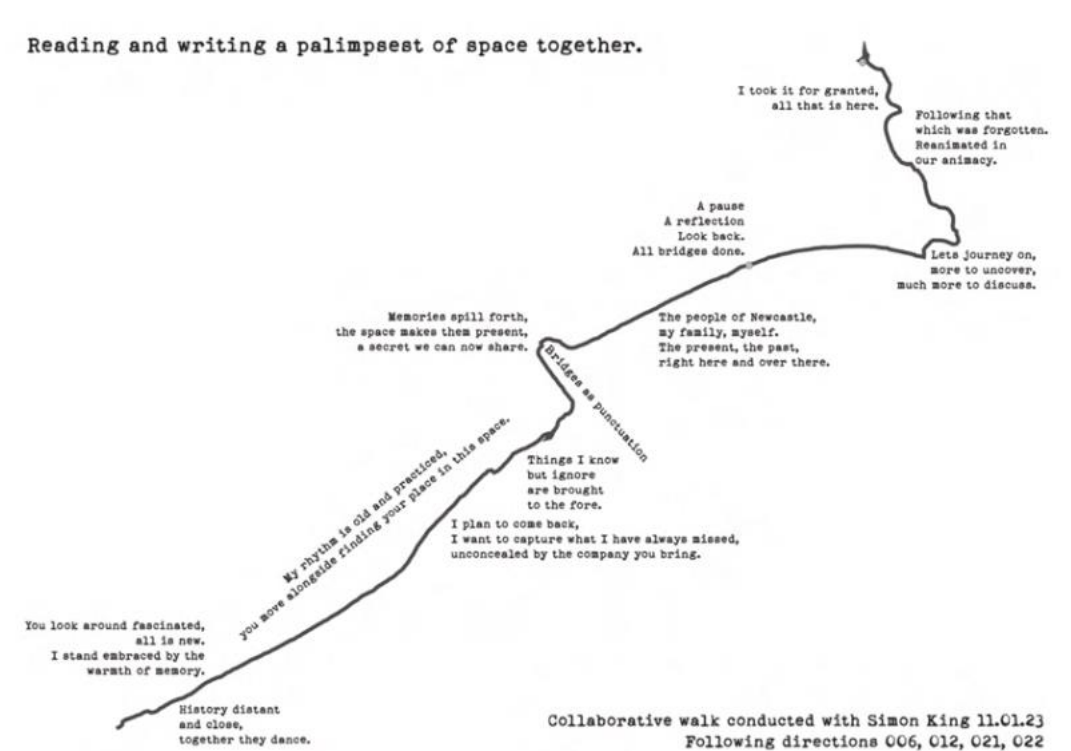 Reading and writing a palimpsest of space together.
I took it for granted,
all that is here.
Following that
which was forgotten.
Reanimated in
our animacy.
A pause
A reflection
Look back.
All bridges done.
Lets journey on,
more to uncover,
much more to discuss.
Memories spill forth,
the space makes them present,
a secret we can now share.
The people of Newcastle,
my family, myself.
The present, the past,
right here and over there.
Bridges as punctuation
My rhythm is old and practiced,
you move alongside finding your place in this space.
Things I know
but ignore
are brought
to the fore.
I plan to come back,
I want to capture what I have always missed,
unconcealed by the company you bring.
You look around fascinated,
all is new.
I stand embraced by the
warmth of memory.
History distant
and close,
together they dance.
Collaborative walk conducted with Simon King 11.01.23
Following directions 006, 012, 021, 022